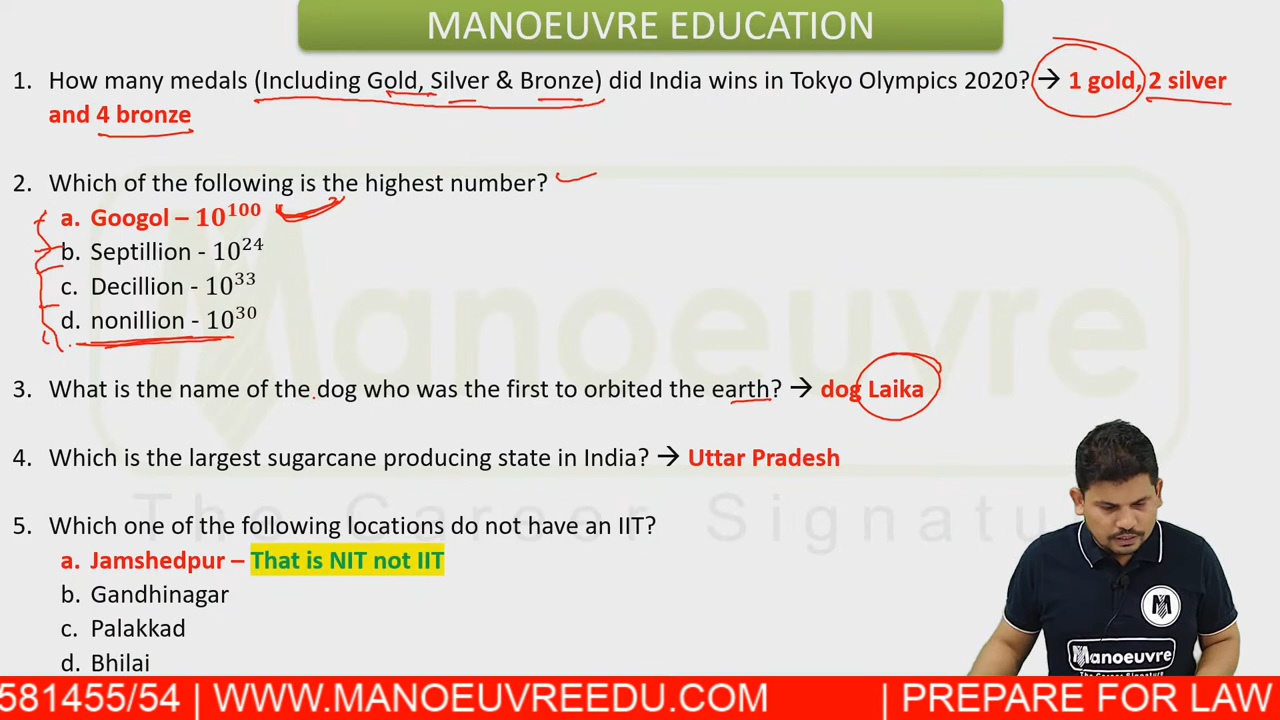 MANOEUVRE EDUCATION
1. How many medals (Including Gold, Silver & Bronze) did India wins in Tokyo Olympics 2020? → 1 gold, 2 silver
and 4 bronze
2. Which of the following is the highest number?
a. Googol – 10^100
b. Septillion - 10^24
c. Decillion - 10^33
d. nonillion - 10^30
3. What is the name of the dog who was the first to orbited the earth? → dog Laika
4. Which is the largest sugarcane producing state in India? → Uttar Pradesh
5. Which one of the following locations do not have an IIT?
a. Jamshedpur – That is NIT not IIT
b. Gandhinagar
c. Palakkad
d. Bhilai
Manoeuvre
The Career Signatu
M
Manoeuvre
581455/54 | WWW.MANOEUVREEDU.COM | PREPARE FOR LAW